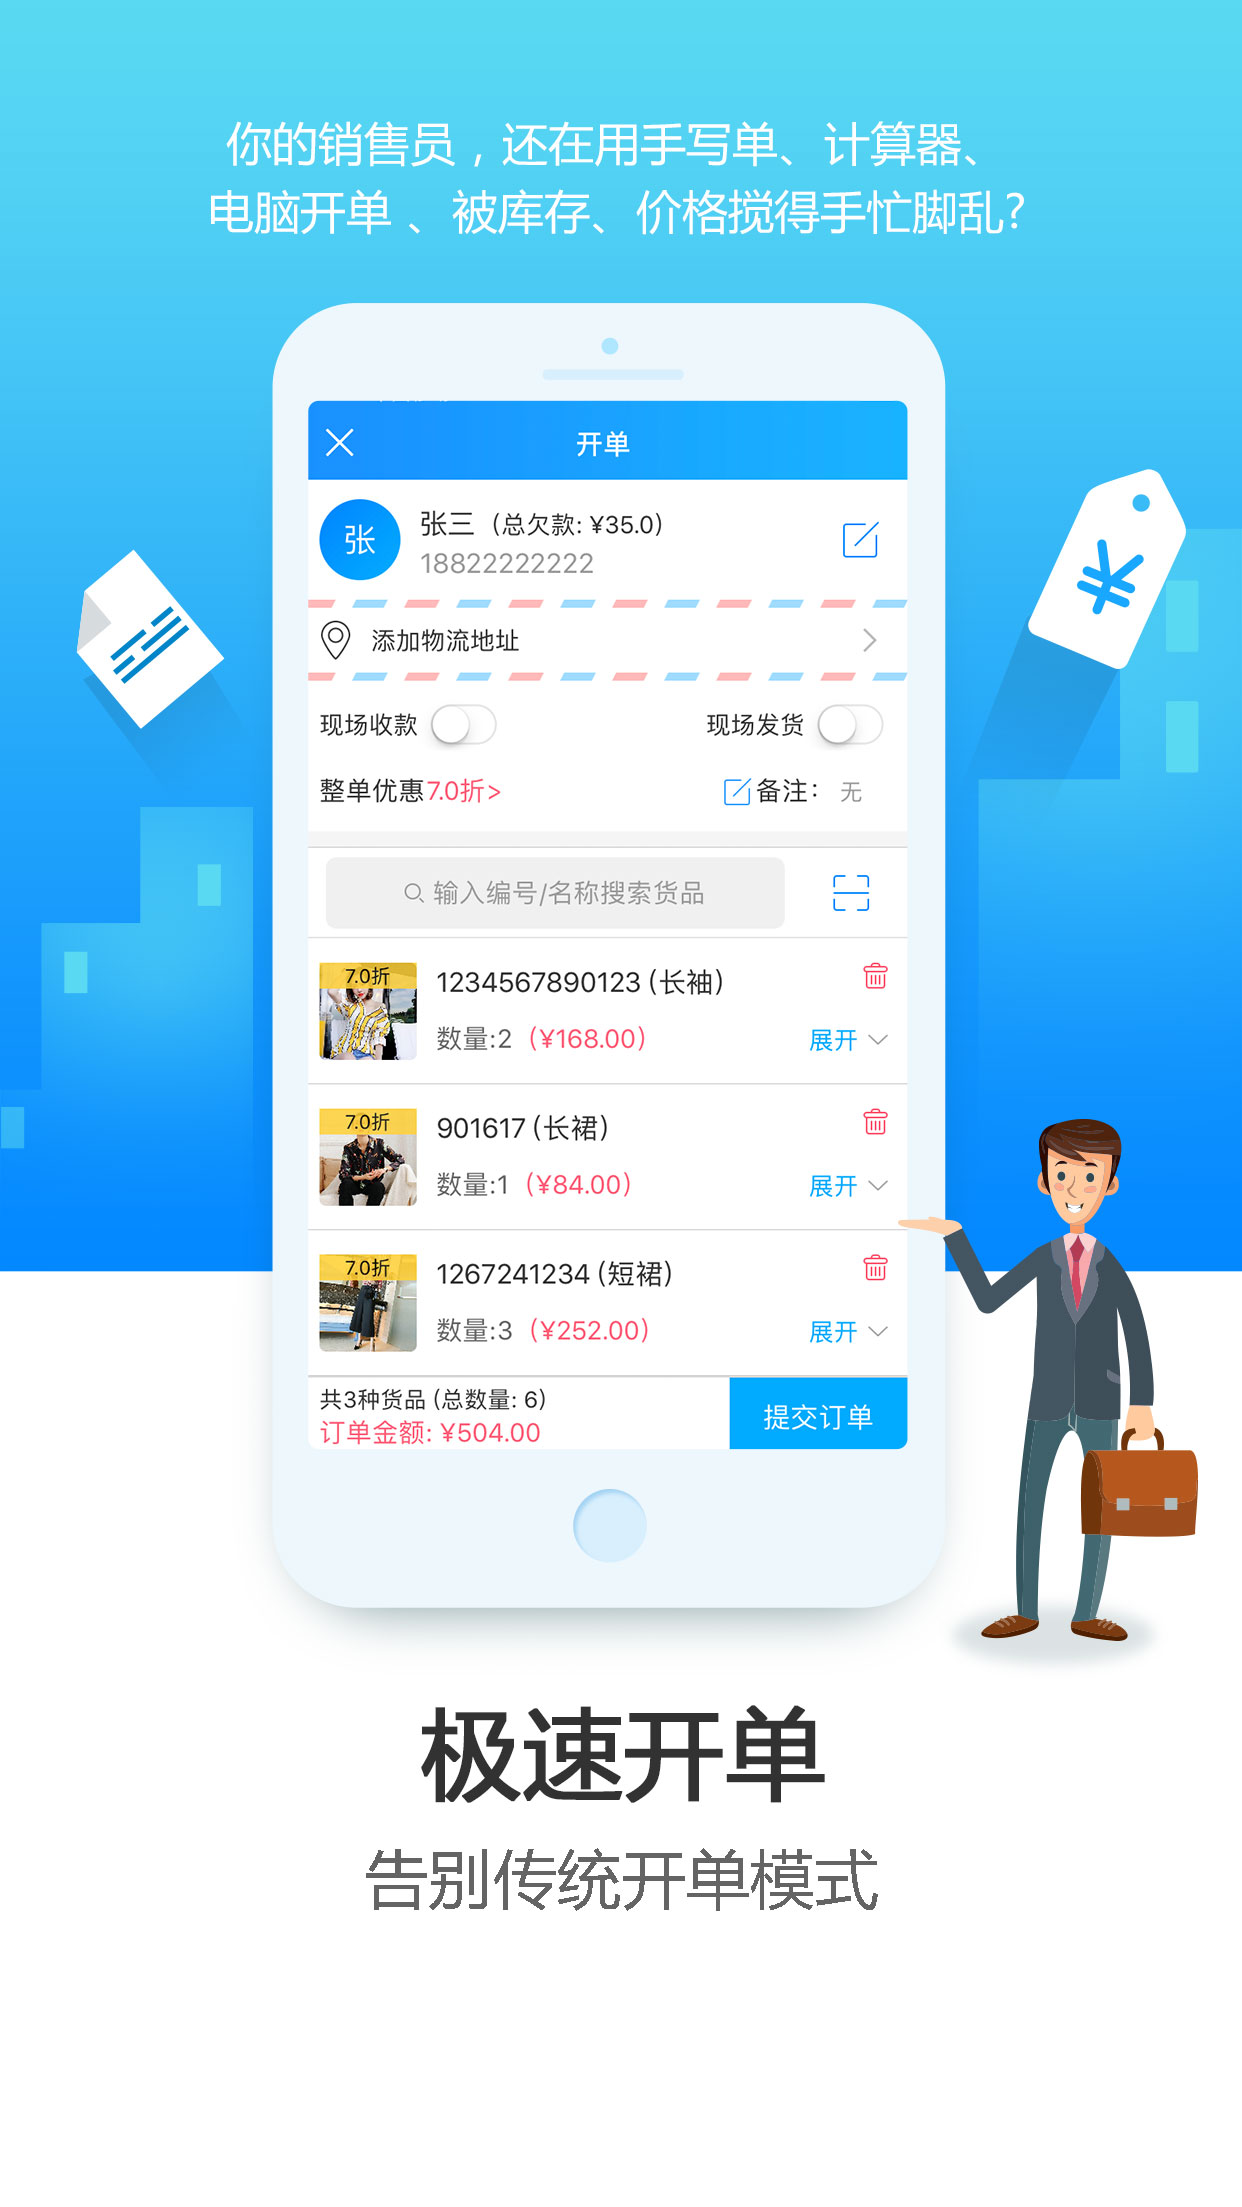 你的销售员，还在用手写单、计算器、
电脑开单、被库存、价格搅得手忙脚乱?
开单
张
张三（总欠款: ¥35.0）
18822222222
添加物流地址
现场收款
现场发货
整单优惠7.0折>
备注：无
输入编号/名称搜索货品
7.0折
1234567890123 (长袖)
数量:2（¥168.00）
展开
7.0折
901617 (长裙)
数量:1（¥84.00）
展开
7.0折
1267241234 (短裙)
数量:3（¥252.00）
展开
共3种货品 (总数量: 6)
订单金额: ¥504.00
提交订单
¥
极速开单
告别传统开单模式